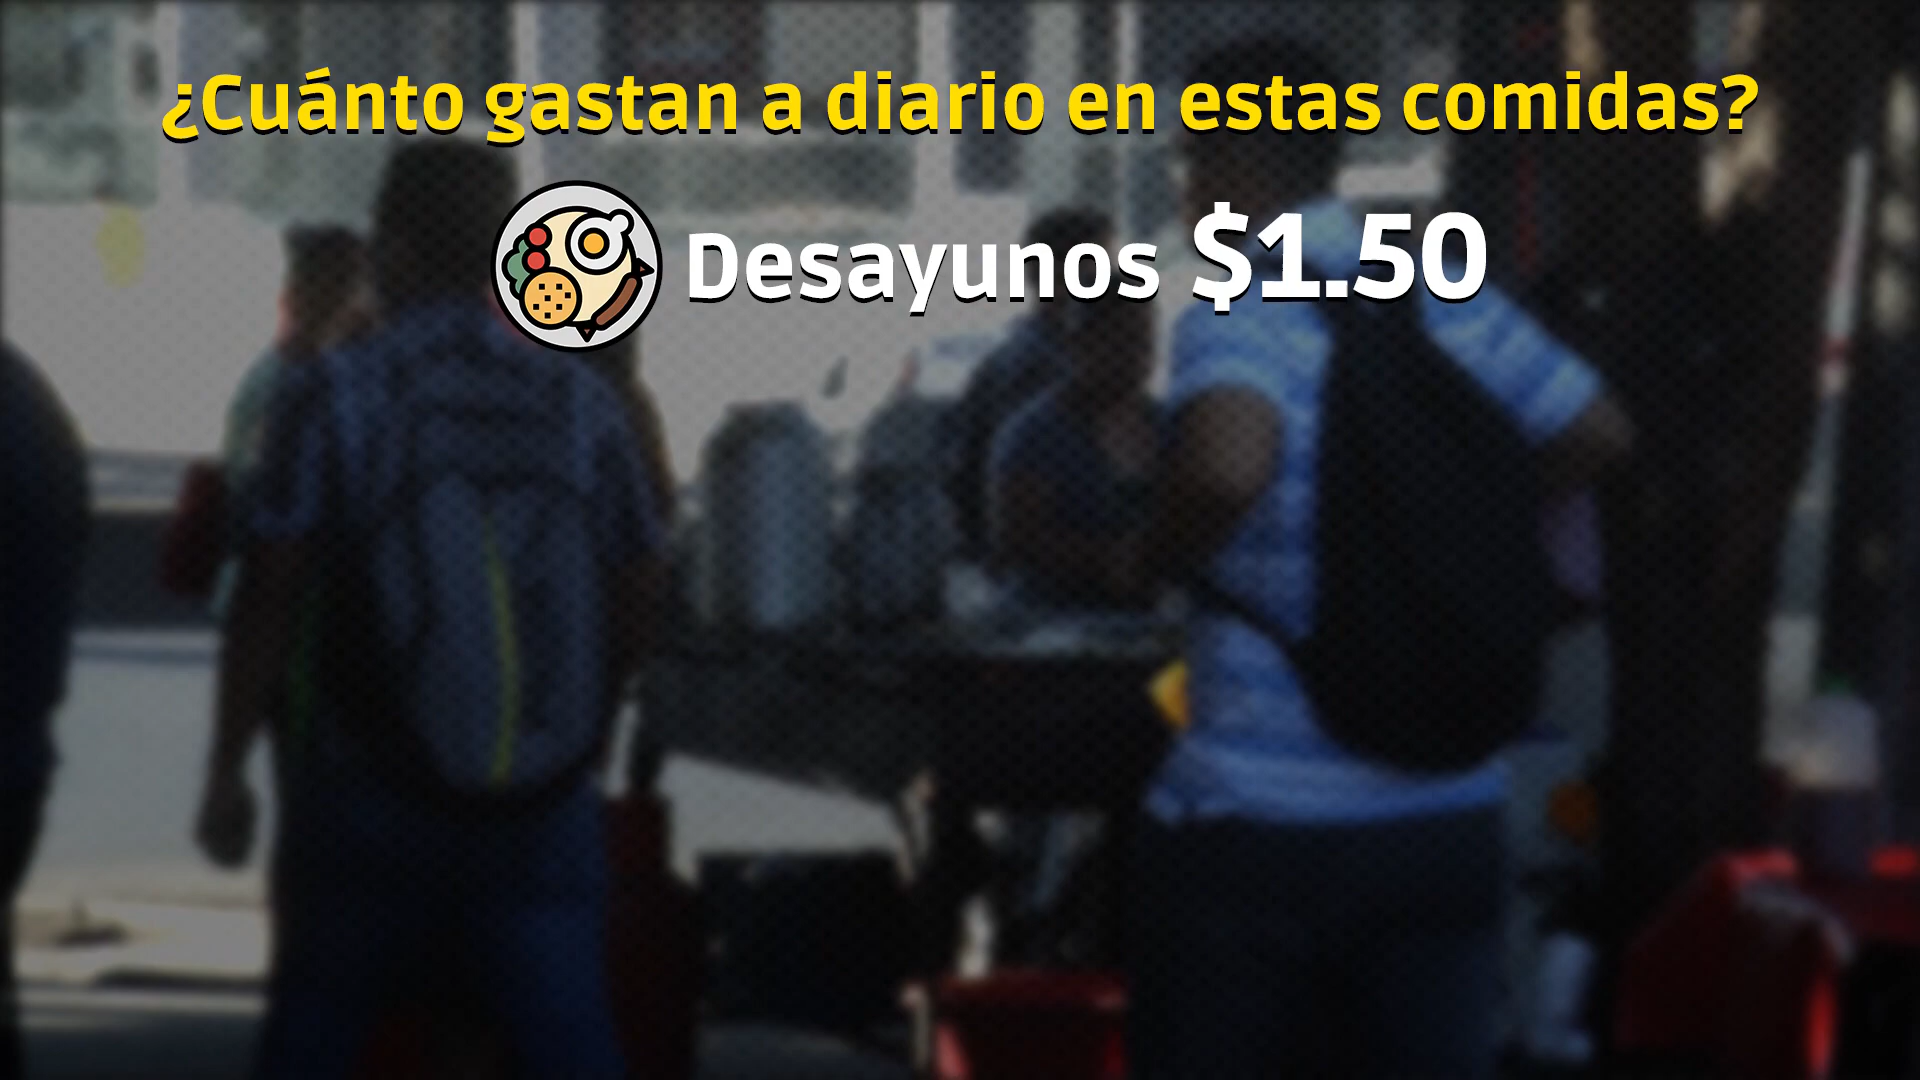 ¿Cuánto gastan a diario en estas comidas?
Desayunos $1.50